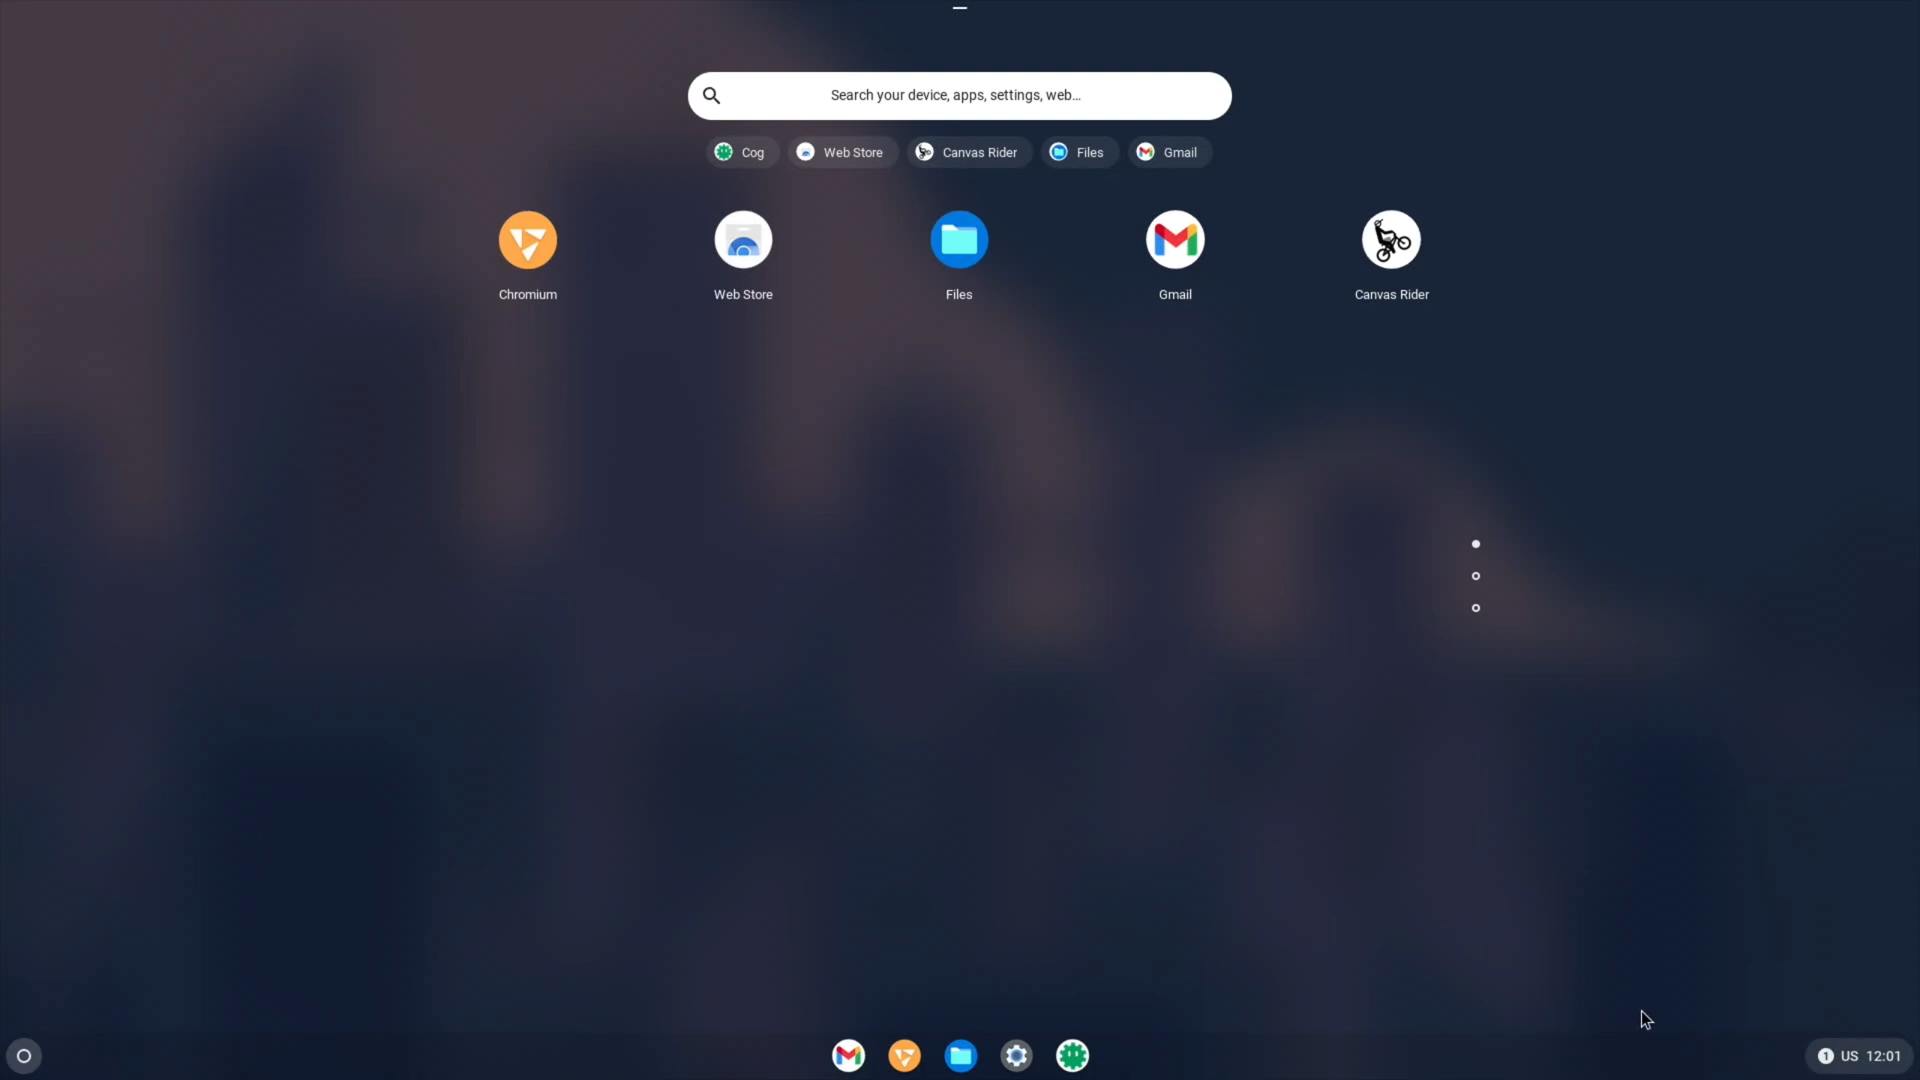 Search your device, apps, settings, web...
Cog Web Store Canvas Rider Files Gmail
Chromium Web Store Files Gmail Canvas Rider
1 US 12:01